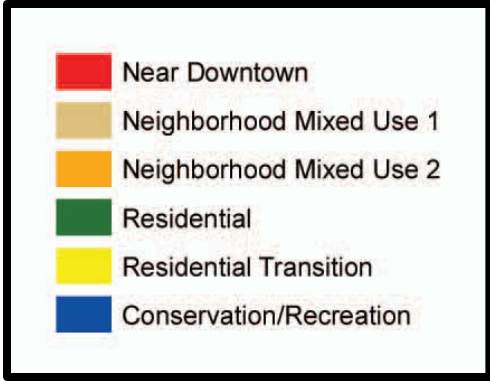 Near Downtown
Neighborhood Mixed Use 1
Neighborhood Mixed Use 2
Residential
Residential Transition
Conservation/Recreation